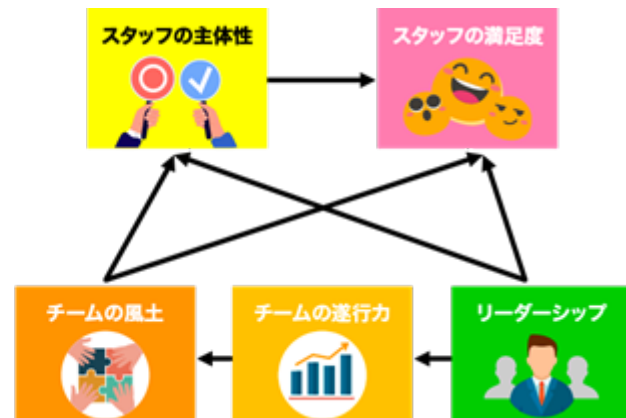 スタッフの主体性
スタッフの満足度
チームの風土
チームの遂行力
リーダーシップ